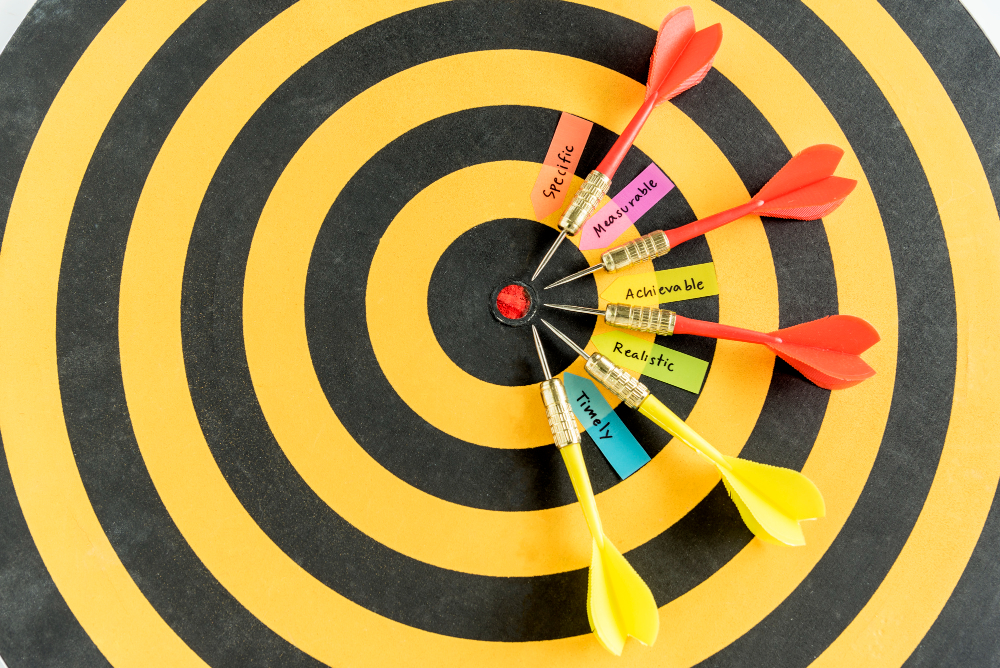 Specific
Measurable
Achievable
Realistic
Timely